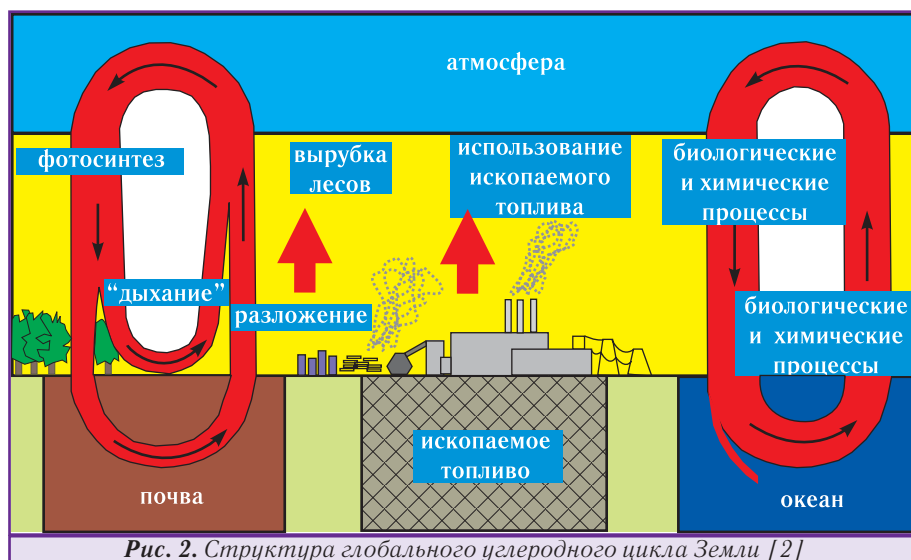 атмосфера
фотосинтез
вырубка
лесов
использование
ископаемого
топлива
биологические
и химические
процессы
“дыхание”
разложение
биологические
и химические
процессы
ископаемое
топливо
почва
океан
Рис. 2. Структура глобального углеродного цикла Земли [2]